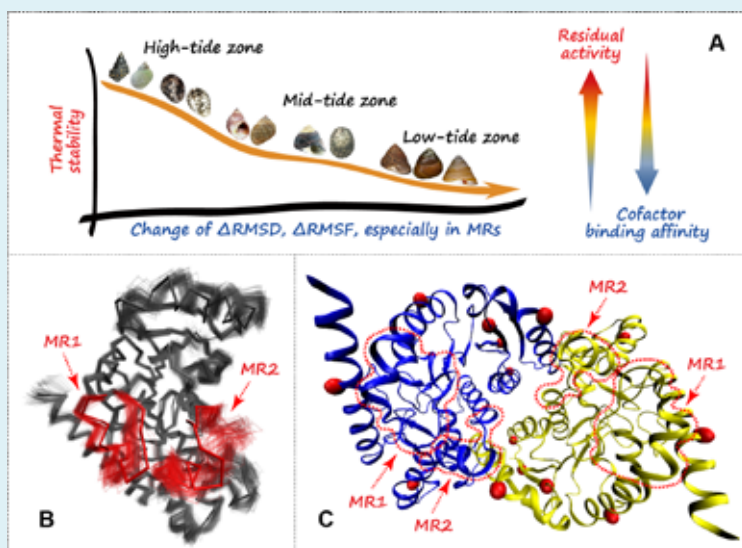 A
Residual
activity
High-tide zone
Mid-tide zone
Low-tide zone
Thermal
stability
Cofactor
binding affinity
Change of ΔRMSD, ΔRMSF, especially in MRs
B
MR1
MR2
C
MR2
MR1
MR1
MR2